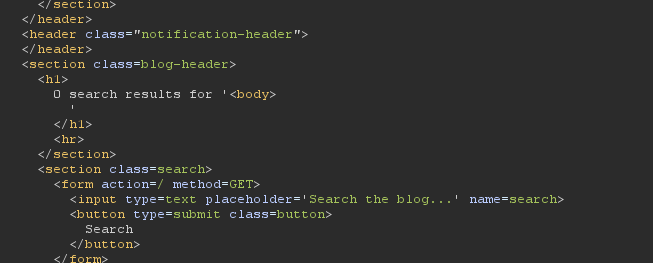 </section>
</header>
<header class="notification-header">
</header>
<section class=blog-header>
<h1>
0 search results for '<body>
'
</h1>
<hr>
</section>
<section class=search>
<form action=/ method=GET>
<input type=text placeholder='Search the blog...' name=search>
<button type=submit class=button>
Search
</button>
</form>